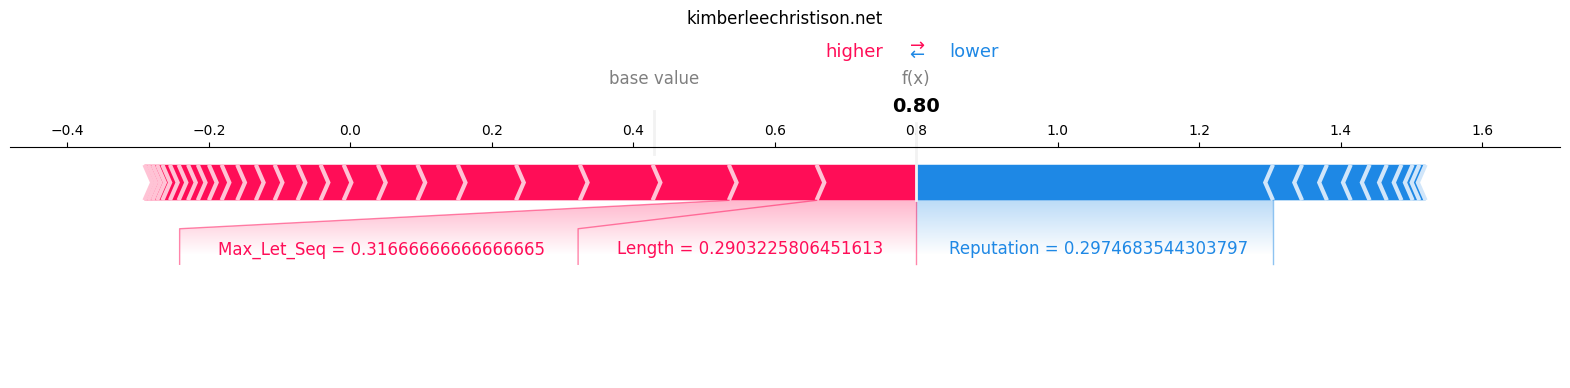 kimberleechristison.net
higher → ← lower
base value f(x)
0.80
−0.4 −0.2 0.0 0.2 0.4 0.6 0 8 1.0 1.2 1.4 1.6
Max_Let_Seq = 0.31666666666666665 Length = 0.2903225806451613 Reputation = 0.2974683544303797